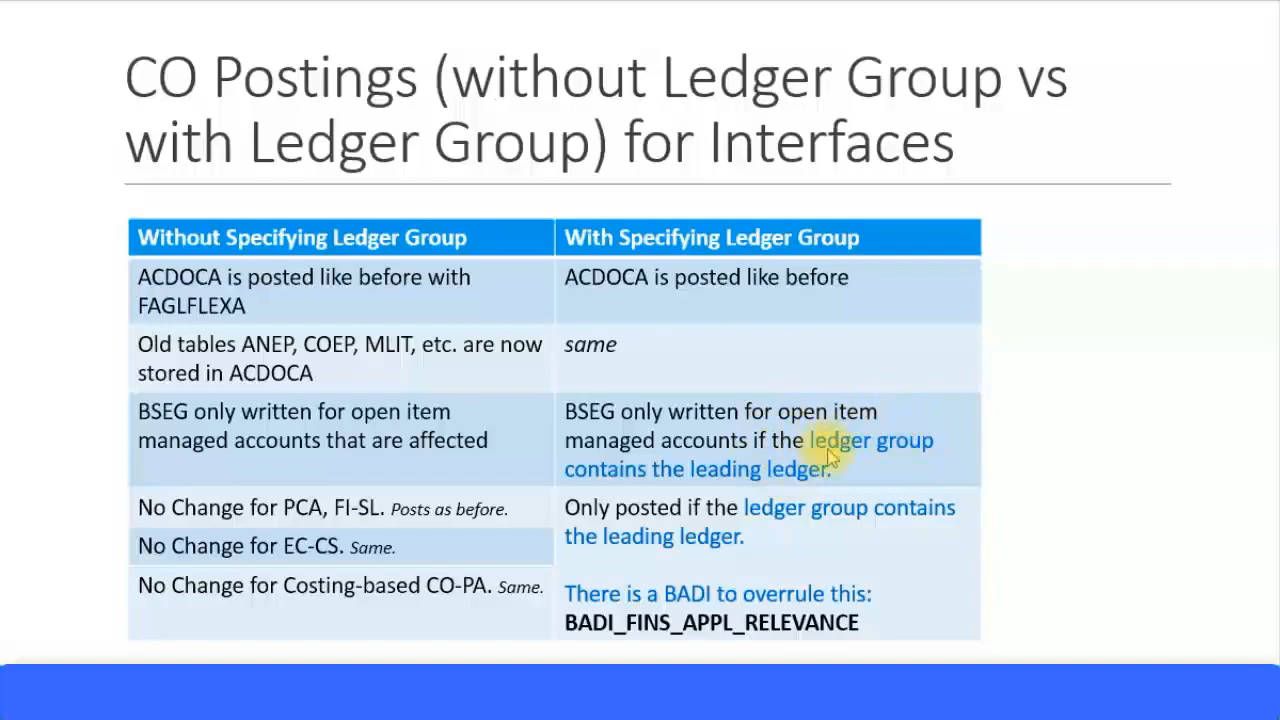 CO Postings (without Ledger Group vs
with Ledger Group) for Interfaces
Without Specifying Ledger Group
With Specifying Ledger Group
ACDOCA is posted like before with
FAGLFLEXA
ACDOCA is posted like before
Old tables ANEP, COEP, MLIT, etc. are now
stored in ACDOCA
same
BSEG only written for open item
managed accounts that are affected
BSEG only written for open item
managed accounts if the ledger group
contains the leading ledger.
No Change for PCA, FI-SL. Posts as before.
No Change for EC-CS. Same.
No Change for Costing-based CO-PA. Same.
Only posted if the ledger group contains
the leading ledger.
There is a BADI to overrule this:
BADI_FINS_APPL_RELEVANCE